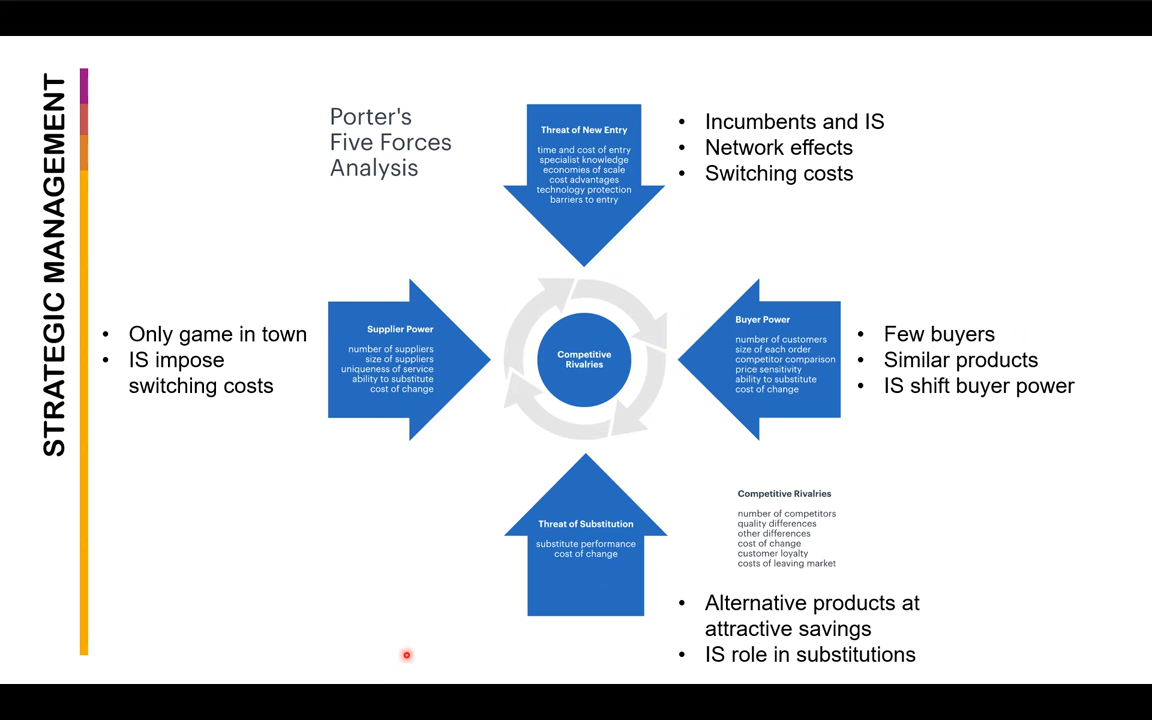 STRATEGIC MANAGEMENT
Porter's
Five Forces
Analysis
Threat of New Entry
time and cost of entry
specialist knowledge
economies of scale
cost advantages
technology protection
barriers to entry
• Incumbents and IS
• Network effects
• Switching costs
• Only game in town
• IS impose
switching costs
Supplier Power
number of suppliers
size of suppliers
uniqueness of service
ability to substitute
cost of change
Competitive
Rivalries
Buyer Power
number of customers
size of each order
competitor comparison
price sensitivity
ability to substitute
cost of change
• Few buyers
• Similar products
• IS shift buyer power
Threat of Substitution
substitute performance
cost of change
Competitive Rivalries
number of competitors
quality differences
other differences
cost of change
customer loyalty
costs of leaving market
• Alternative products at
attractive savings
• IS role in substitutions